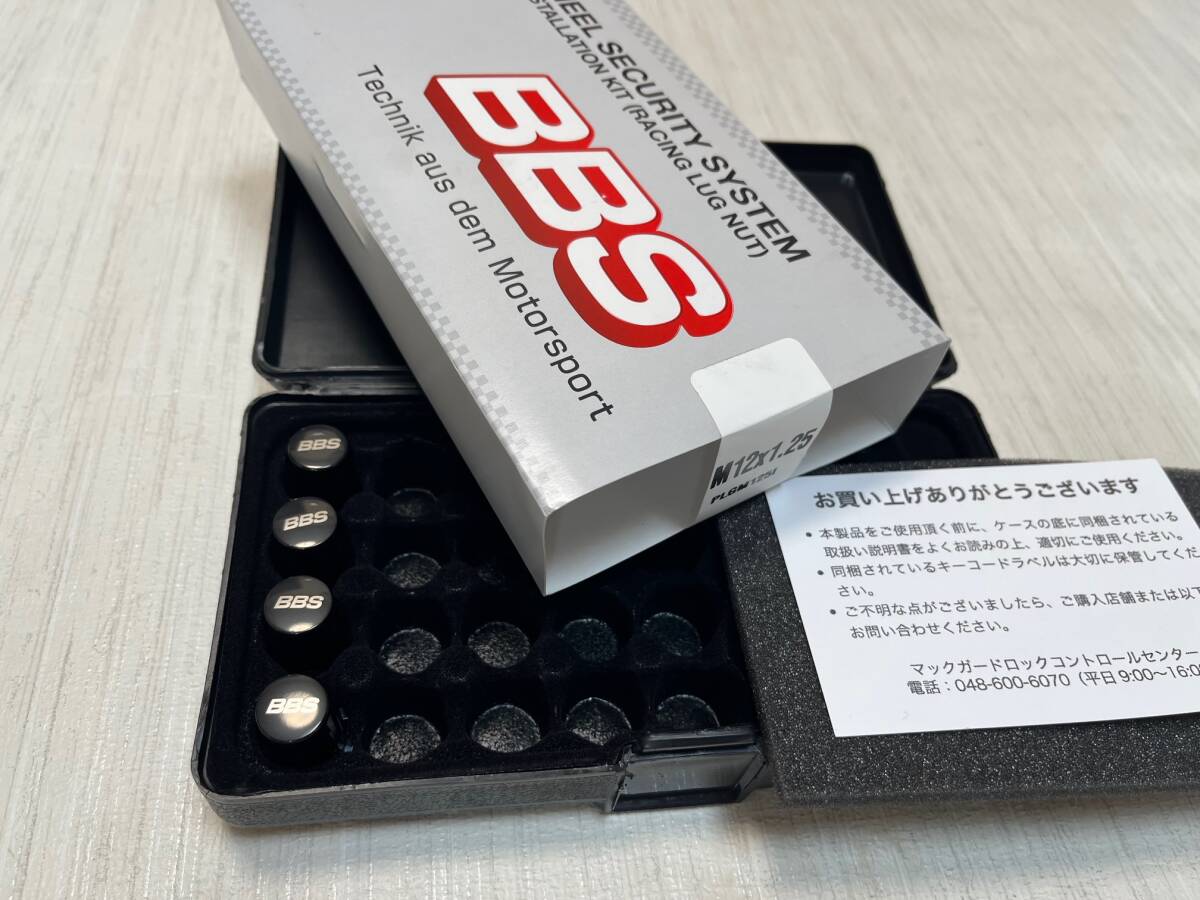 SECURITY SYSTEM
KIT (RACING LUG NUT)
BBS
Technik aus dem Motorsport
M12x1.25
BBS
BBS
BBS
BBS
お買い上げありがとうございます
• 本製品をご使用頂く前に、ケースの底に同梱されている
取扱い説明書をよくお読みの上、適切にご使用ください。
• 同梱されているキーコードラベルは大切に保管してくだ
さい。
• ご不明な点がございましたら、ご購入店舗または以下
お問い合わせください。
マックガードロックコントロールセンター
電話：048-600-6070（平日9:00〜16:0